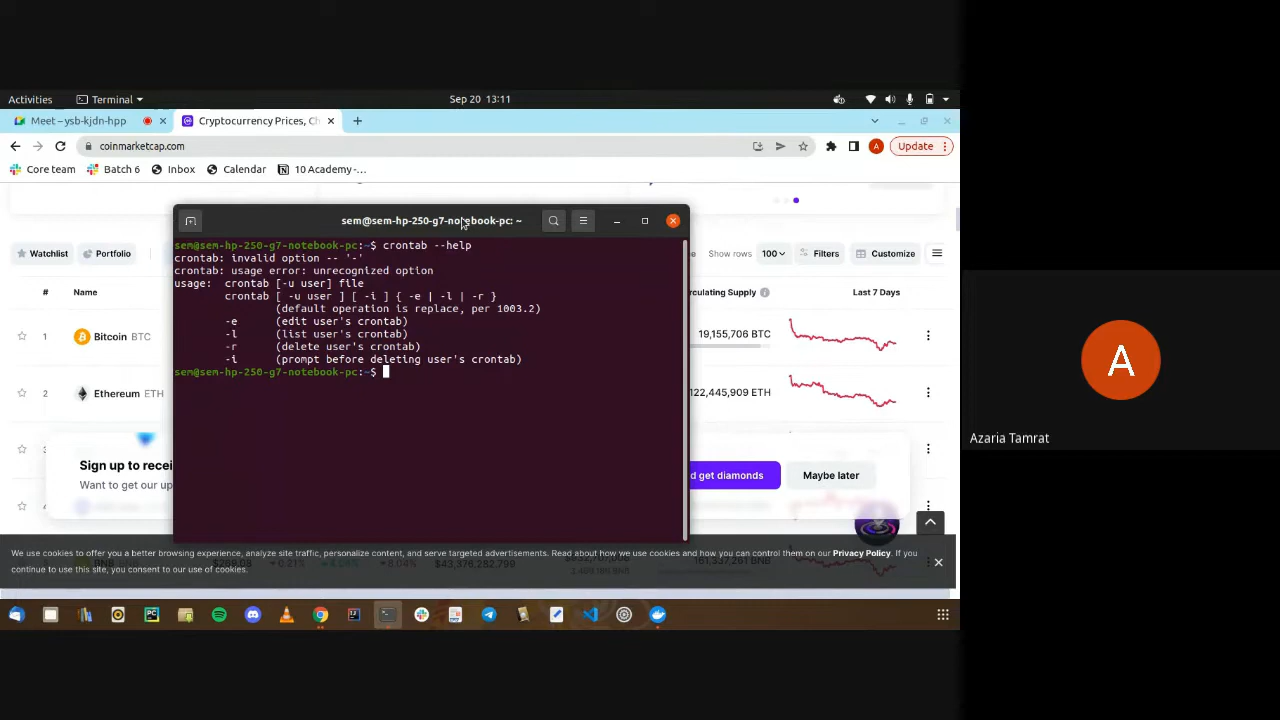 Activities
Terminal
Sep 20 13:11
Meet – ysb-kjdn-hpp
Cryptocurrency Prices, Ch
coinmarketcap.com
A
Update
Core team
Batch 6
Inbox
Calendar
10 Academy -...
sem@sem-hp-250-g7-notebook-pc: ~
Watchlist
Portfolio
Show rows
100
Filters
Customize
# Name
rculating Supply
Last 7 Days
1 Bitcoin BTC
19,155,706 BTC
2 Ethereum ETH
122,445,909 ETH
sem@sem-hp-250-g7-notebook-pc:~$ crontab --help
crontab: invalid option -- '-'
crontab: usage error: unrecognized option
usage: crontab [-u user] file
crontab [ -u user ] [ -i ] { -e | -l | -r }
(default operation is replace, per 1003.2)
-e (edit user's crontab)
-l (list user's crontab)
-r (delete user's crontab)
-i (prompt before deleting user's crontab)
sem@sem-hp-250-g7-notebook-pc:~$
Sign up to recei
Want to get our up
d get diamonds
Maybe later
We use cookies to offer you a better browsing experience, analyze site traffic, personalize content, and serve targeted advertisements. Read about how we use cookies and how you can control them on our Privacy Policy. If you
continue to use this site, you consent to our use of cookies.
$43,376,282,799
161,337,261 BNB
A
Azaria Tamrat